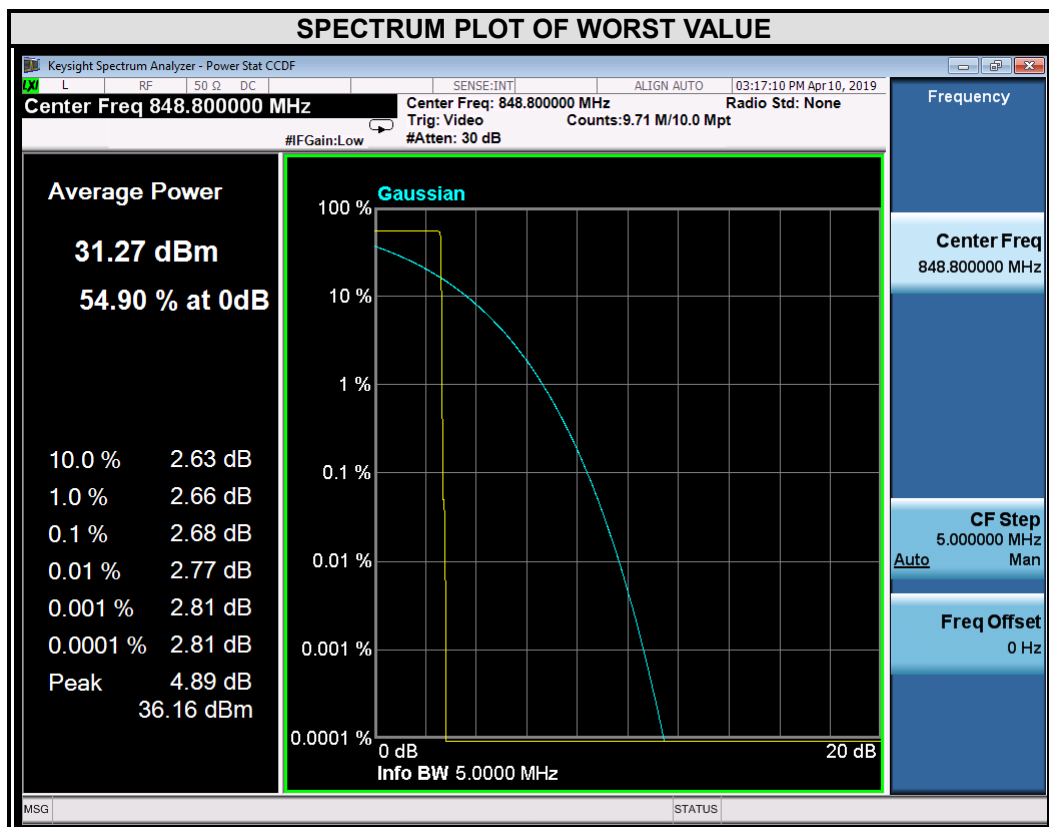 SPECTRUM PLOT OF WORST VALUE
Keysight Spectrum Analyzer - Power Stat CCDF
LXI L RF 50 Ω DC SENSE:INT ALIGN AUTO 03:17:10 PM Apr 10, 2019
Center Freq 848.800000 MHz
Center Freq: 848.800000 MHz Radio Std: None
Trig: Video Counts:9.71 M/10.0 Mpt
#IFGain:Low #Atten: 30 dB
Frequency
Average Power
31.27 dBm
54.90 % at 0dB
10.0 % 2.63 dB
1.0 % 2.66 dB
0.1 % 2.68 dB
0.01 % 2.77 dB
0.001 % 2.81 dB
0.0001 % 2.81 dB
Peak 4.89 dB
36.16 dBm
Gaussian
100 %
10 %
1 %
0.1 %
0.01 %
0.001 %
0.0001 %
0 dB 20 dB
Info BW 5.0000 MHz
Center Freq
848.800000 MHz
CF Step
5.000000 MHz
Auto Man
Freq Offset
0 Hz
MSG STATUS